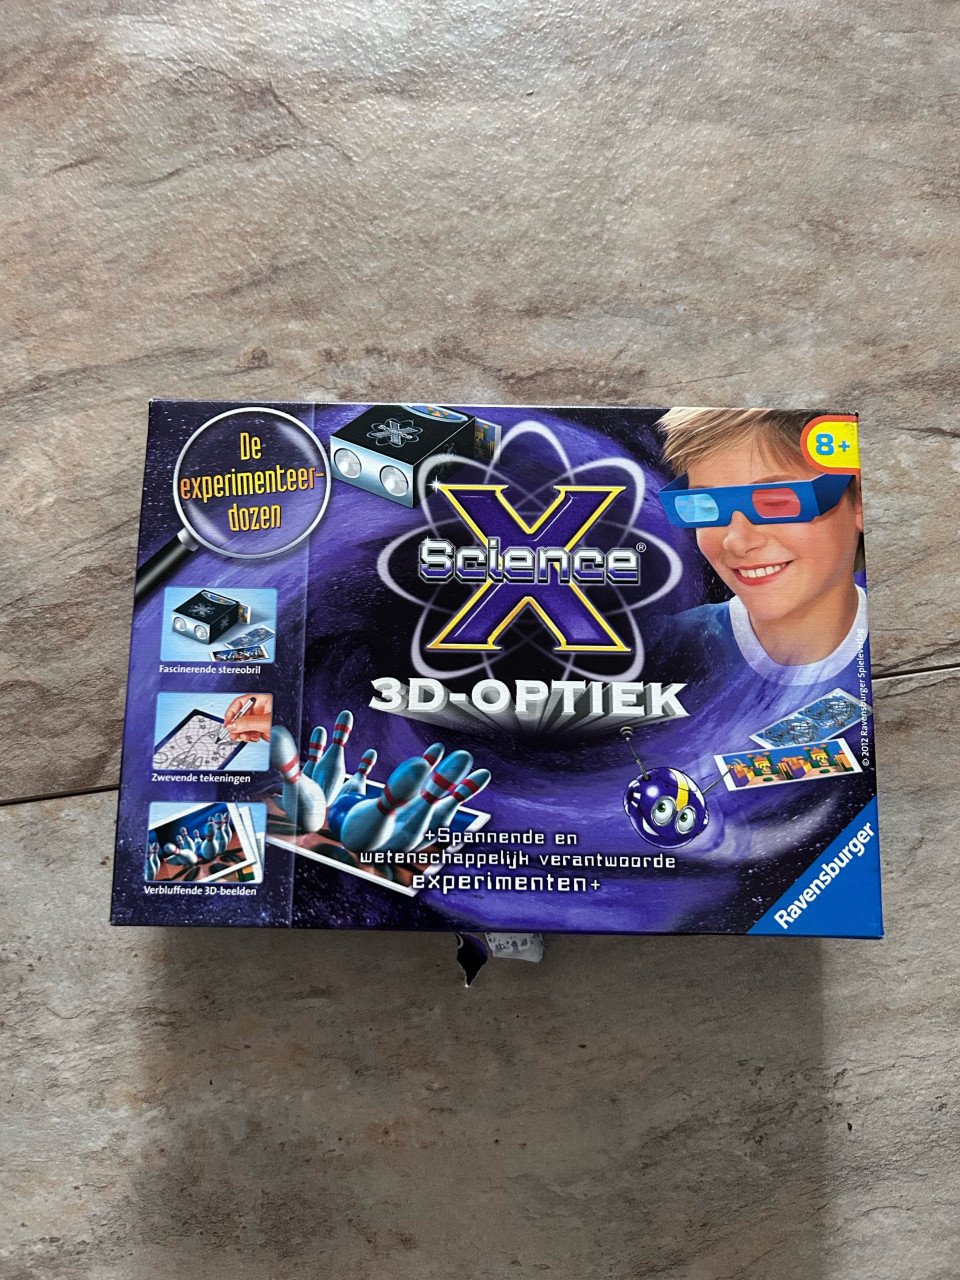 De
experimenteer-
dozen
8+
X
Science®
3D-OPTIEK
Fascinerende stereobril
Zwevende tekeningen
Verbluffende 3D-beelden
+Spannende en
wetenschappelijk verantwoorde
experimenten+
© 2012 Ravensburger Spieleverlag
Ravensburger